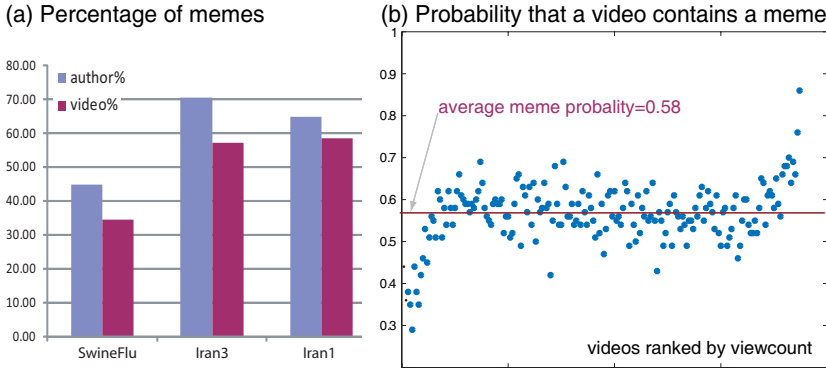 (a) Percentage of memes
80.00
70.00
60.00
50.00
40.00
30.00
20.00
10.00
0.00
author%
video%
SwineFlu
Iran3
Iran1
(b) Probability that a video contains a meme
1
0.9
0.8
0.7
0.6
0.5
0.4
0.3
average meme probality=0.58
videos ranked by viewcount